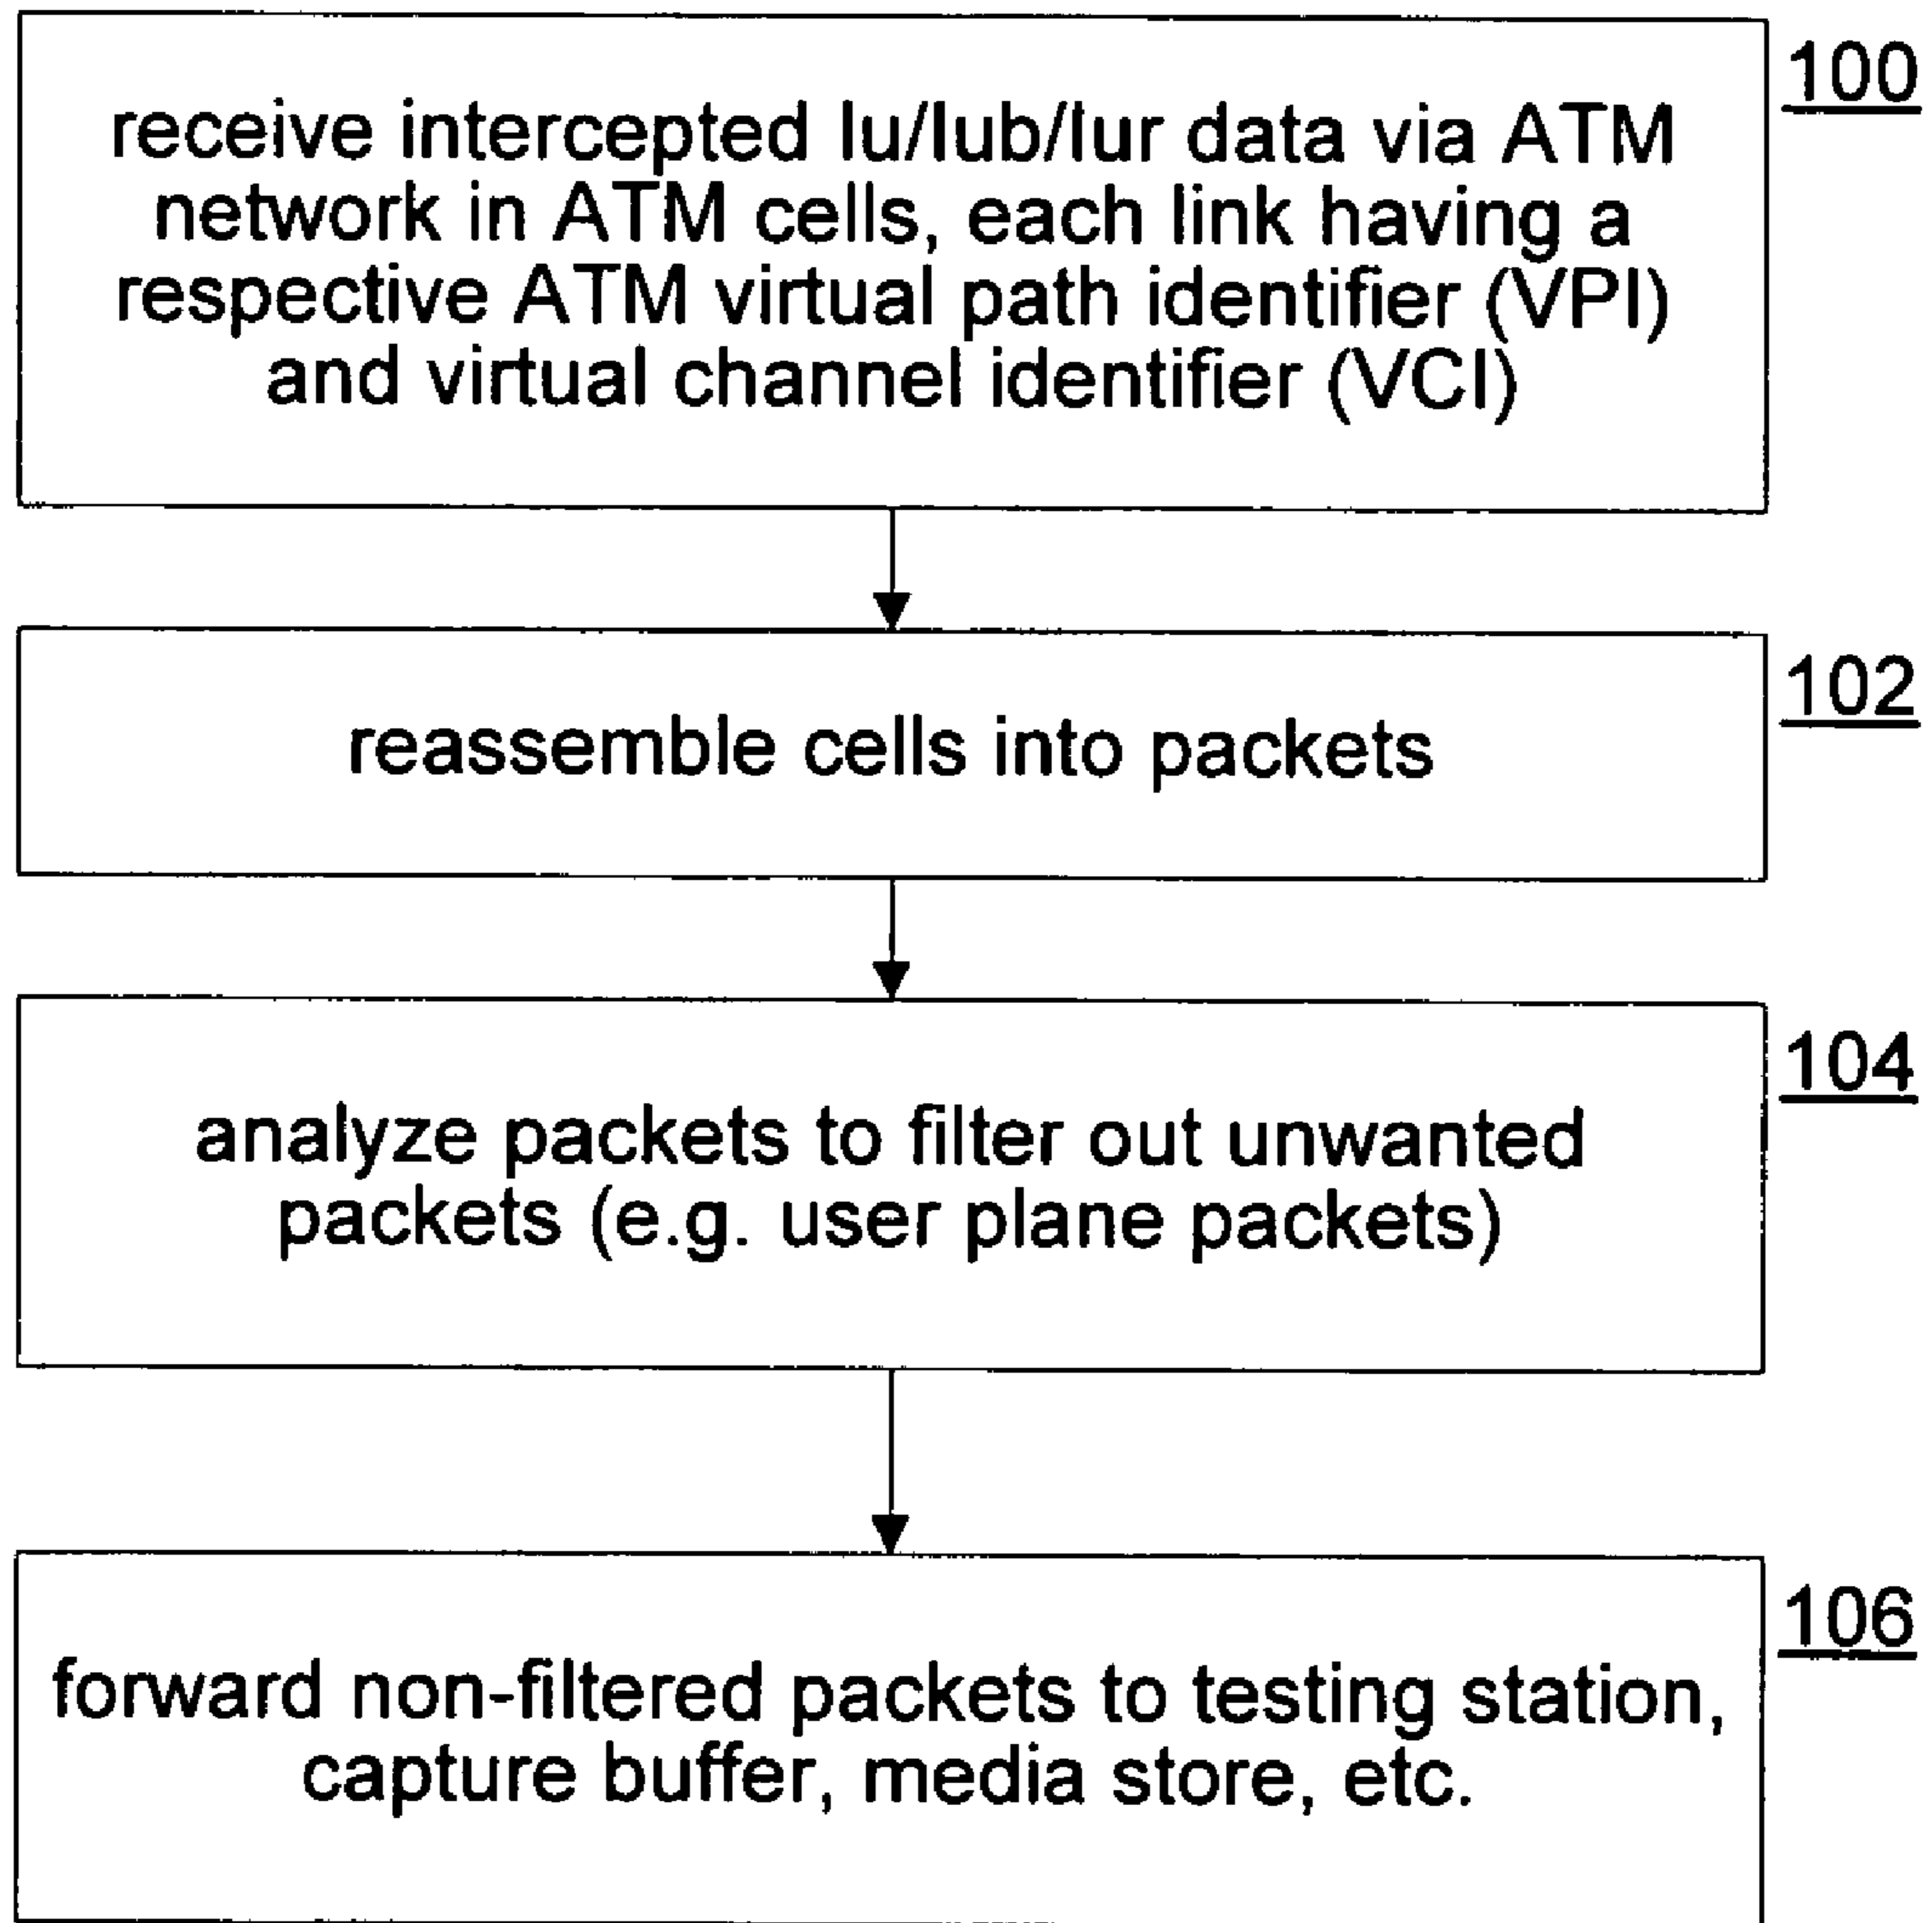 100
receive intercepted Iu/Iub/Iur data via ATM
network in ATM cells, each link having a
respective ATM virtual path identifier (VPI)
and virtual channel identifier (VCI)
102
reassemble cells into packets
104
analyze packets to filter out unwanted
packets (e.g. user plane packets)
106
forward non-filtered packets to testing station,
capture buffer, media store, etc.